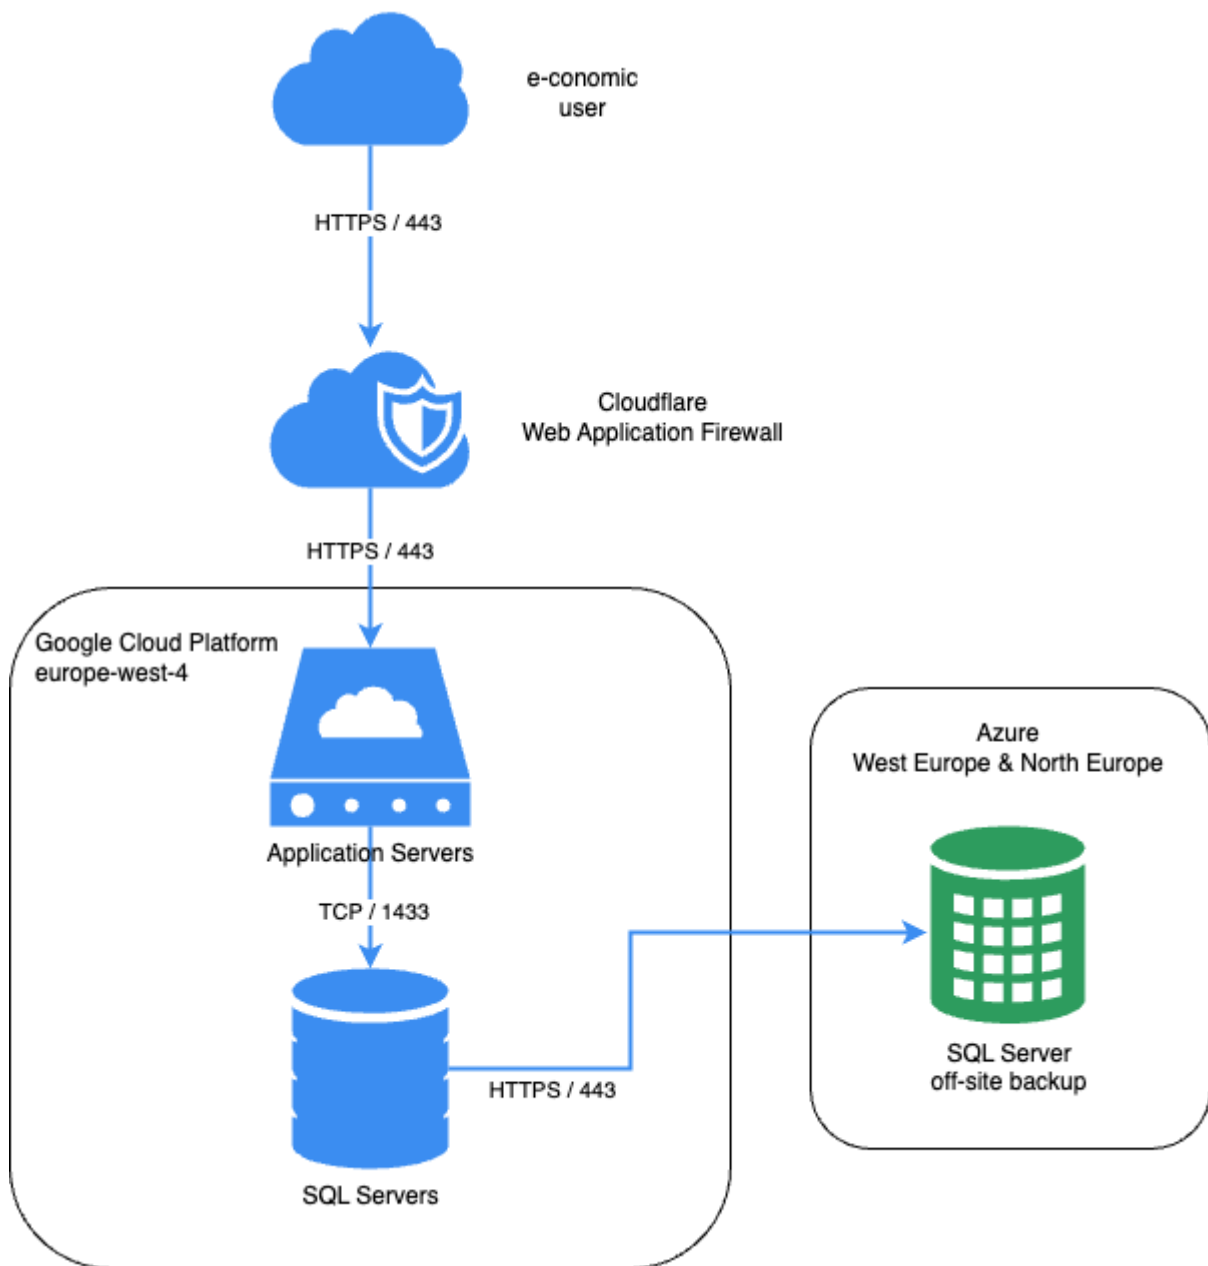 e-conomic
user
HTTPS / 443
Cloudflare
Web Application Firewall
HTTPS / 443
Google Cloud Platform
europe-west-4
Application Servers
TCP / 1433
SQL Servers
HTTPS / 443
Azure
West Europe & North Europe
SQL Server
off-site backup